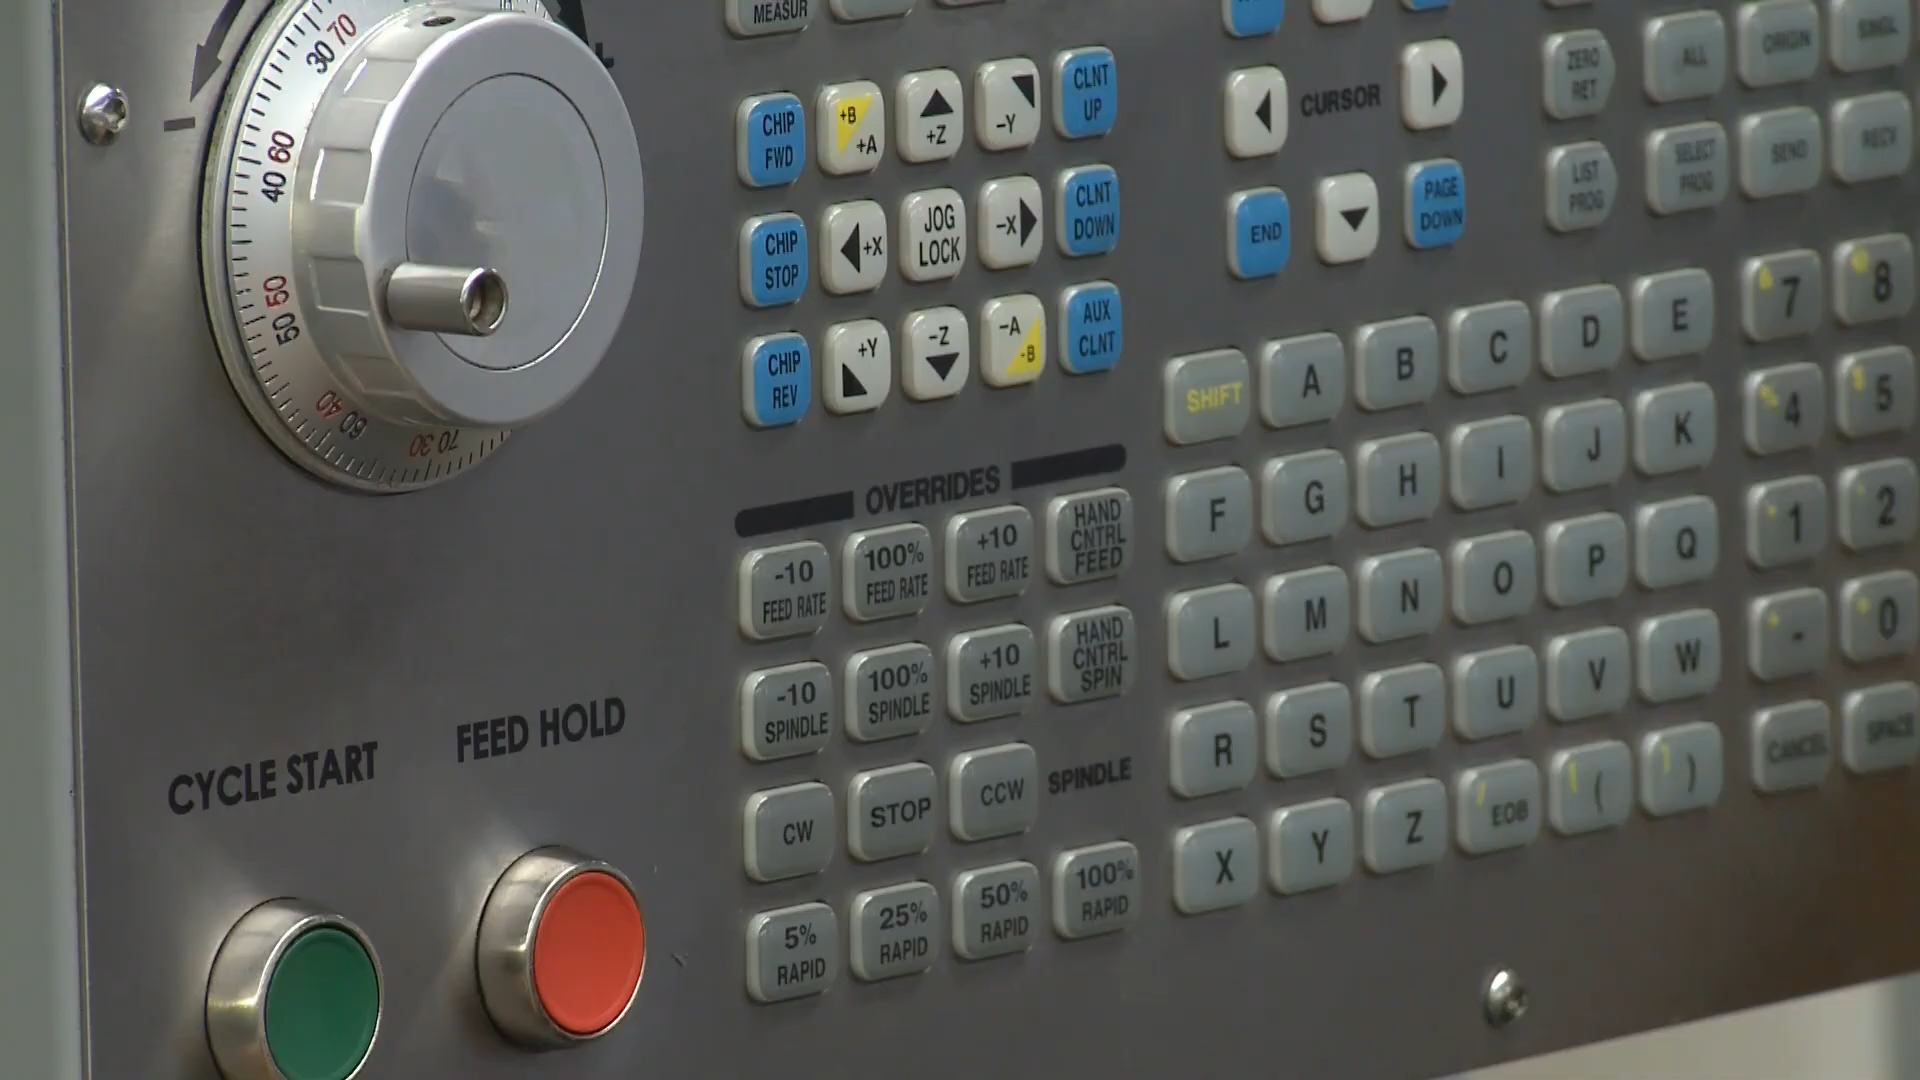 MEASUR
30 70
40 60
50 50
60 40
70 30
CHIP
FWD
+B
+A
+Z
-Y
CLNT
UP
CHIP
STOP
+X
JOG
LOCK
-X
CLNT
DOWN
CHIP
REV
+Y
-Z
-A
-B
AUX
CLNT
CURSOR
END
PAGE
DOWN
ZERO
RET
ALL
ORIGIN
SINGL
LIST
PROG
SELECT
PROG
SEND
RECV
OVERRIDES
-10
FEED RATE
100%
FEED RATE
+10
FEED RATE
HAND
CNTRL
FEED
-10
SPINDLE
100%
SPINDLE
+10
SPINDLE
HAND
CNTRL
SPIN
CW
STOP
CCW
SPINDLE
5%
RAPID
25%
RAPID
50%
RAPID
100%
RAPID
SHIFT A B C D E
F G H I J K
L M N O P Q
R S T U V W
X Y Z EOB ( )
7 8
4 5
1 2
- 0
CANCEL SPACE
CYCLE START
FEED HOLD